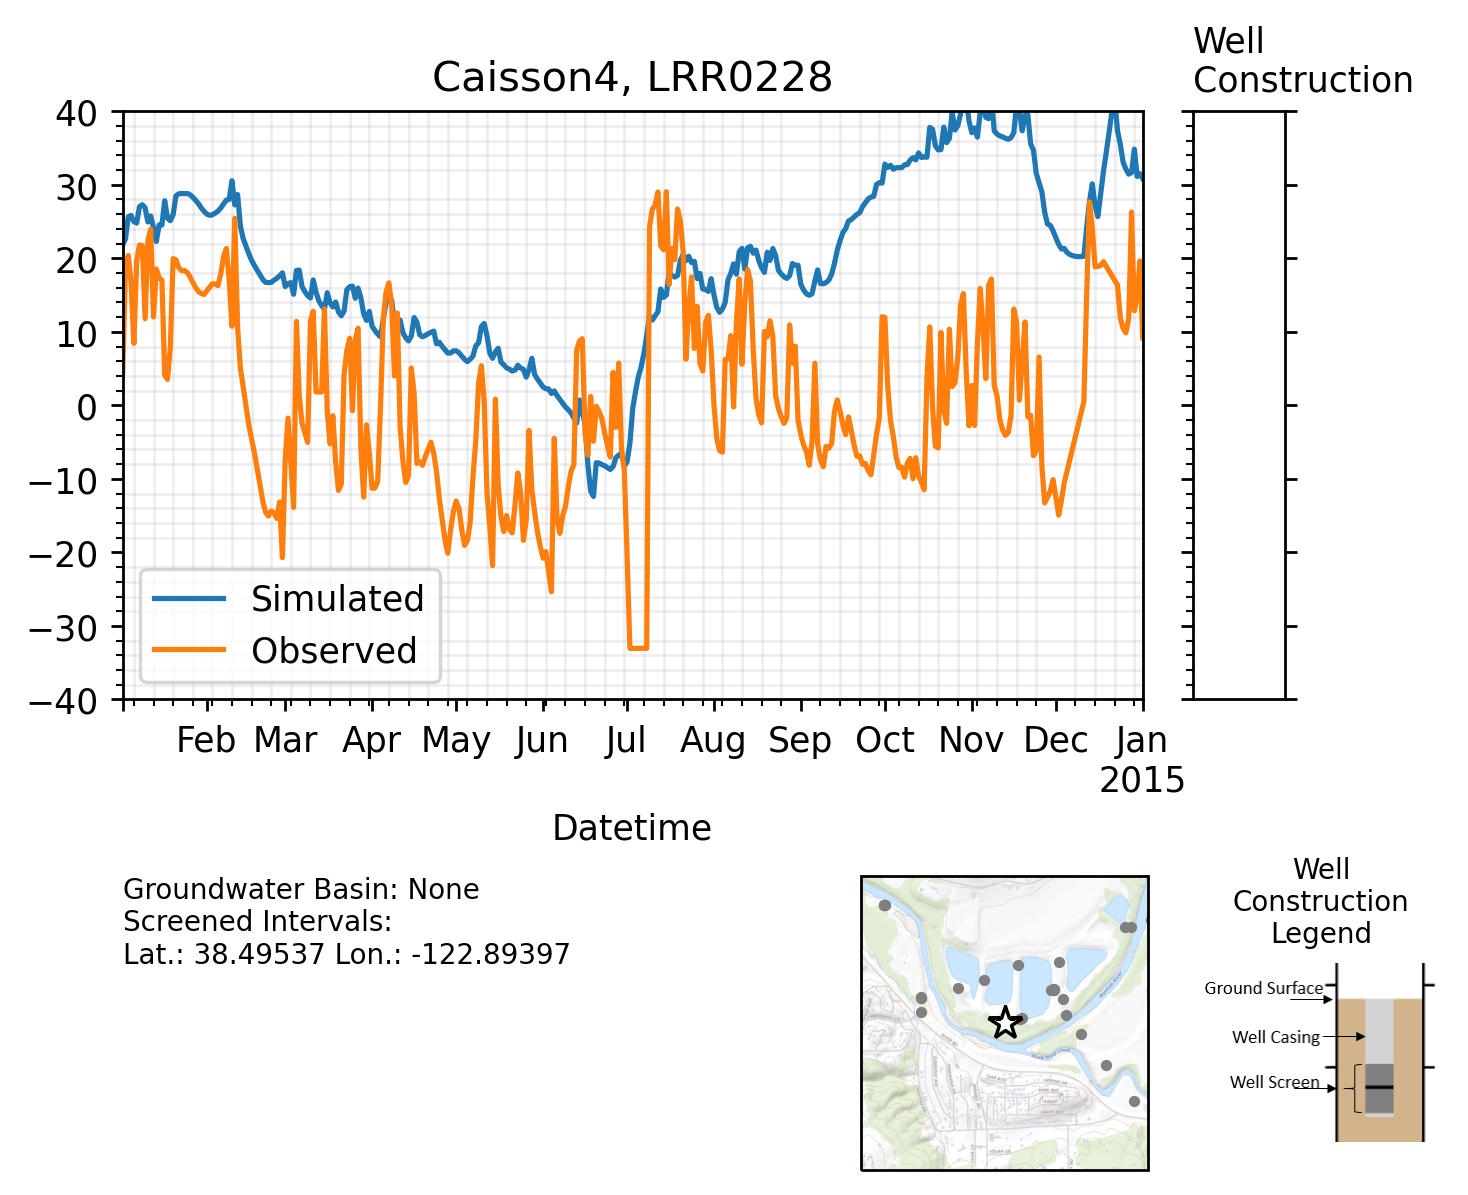 Caisson4, LRR0228
Well
Construction
40
30
20
10
0
−10
−20
−30
−40
Simulated
Observed
Feb Mar Apr May Jun Jul Aug Sep Oct Nov Dec Jan
2015
Datetime
Groundwater Basin: None
Screened Intervals:
Lat.: 38.49537 Lon.: -122.89397
Well
Construction
Legend
Ground Surface
Well Casing
Well Screen